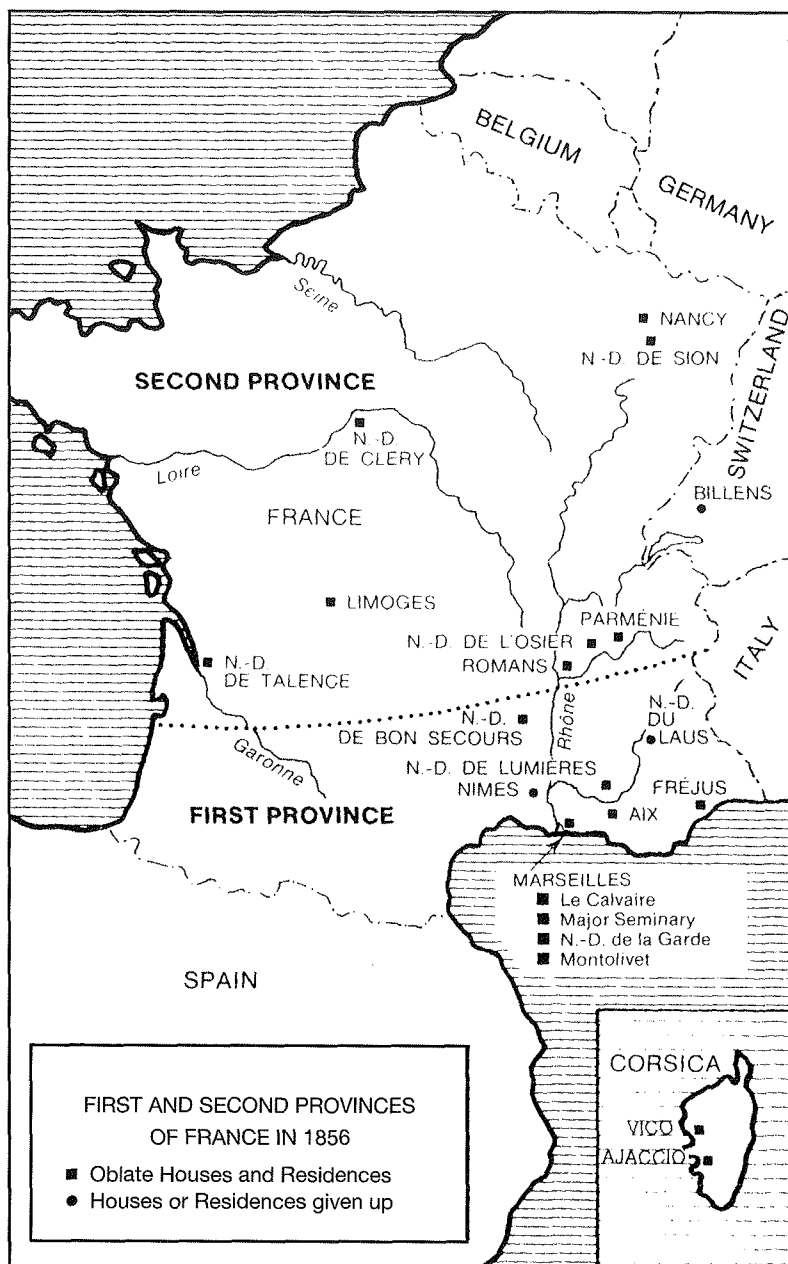 BELGIUM
GERMANY
Seine
NANCY
N.-D. DE SION
SWITZERLAND
SECOND PROVINCE
N.-D.
DE CLERY
Loire
BILLENS
FRANCE
LIMOGES
PARMÉNIE
N.-D. DE L'OSIER
ROMANS
ITALY
N.-D.
DE TALENCE
N.-D.
DU
LAUS
Rhône
N.-D.
DE BON SECOURS
Garonne
N.-D. DE LUMIÈRES
NIMES
FRÉJUS
AIX
FIRST PROVINCE
MARSEILLES
■ Le Calvaire
■ Major Seminary
■ N.-D. de la Garde
■ Montolivet
SPAIN
CORSICA
VICO
AJACCIO
FIRST AND SECOND PROVINCES
OF FRANCE IN 1856
■ Oblate Houses and Residences
● Houses or Residences given up